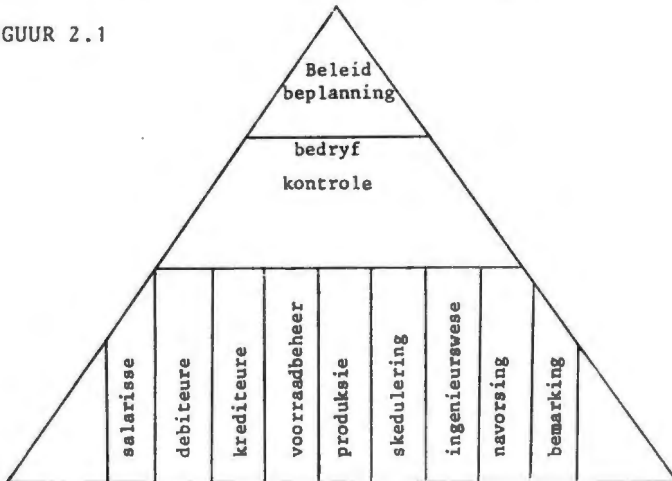 GUUR 2.1
Beleid
beplanning
bedryf
kontrole
salarisse
debiteure
krediteure
voorraadbeheer
produksie
skedulering
ingenieurswese
navorsing
bemarking